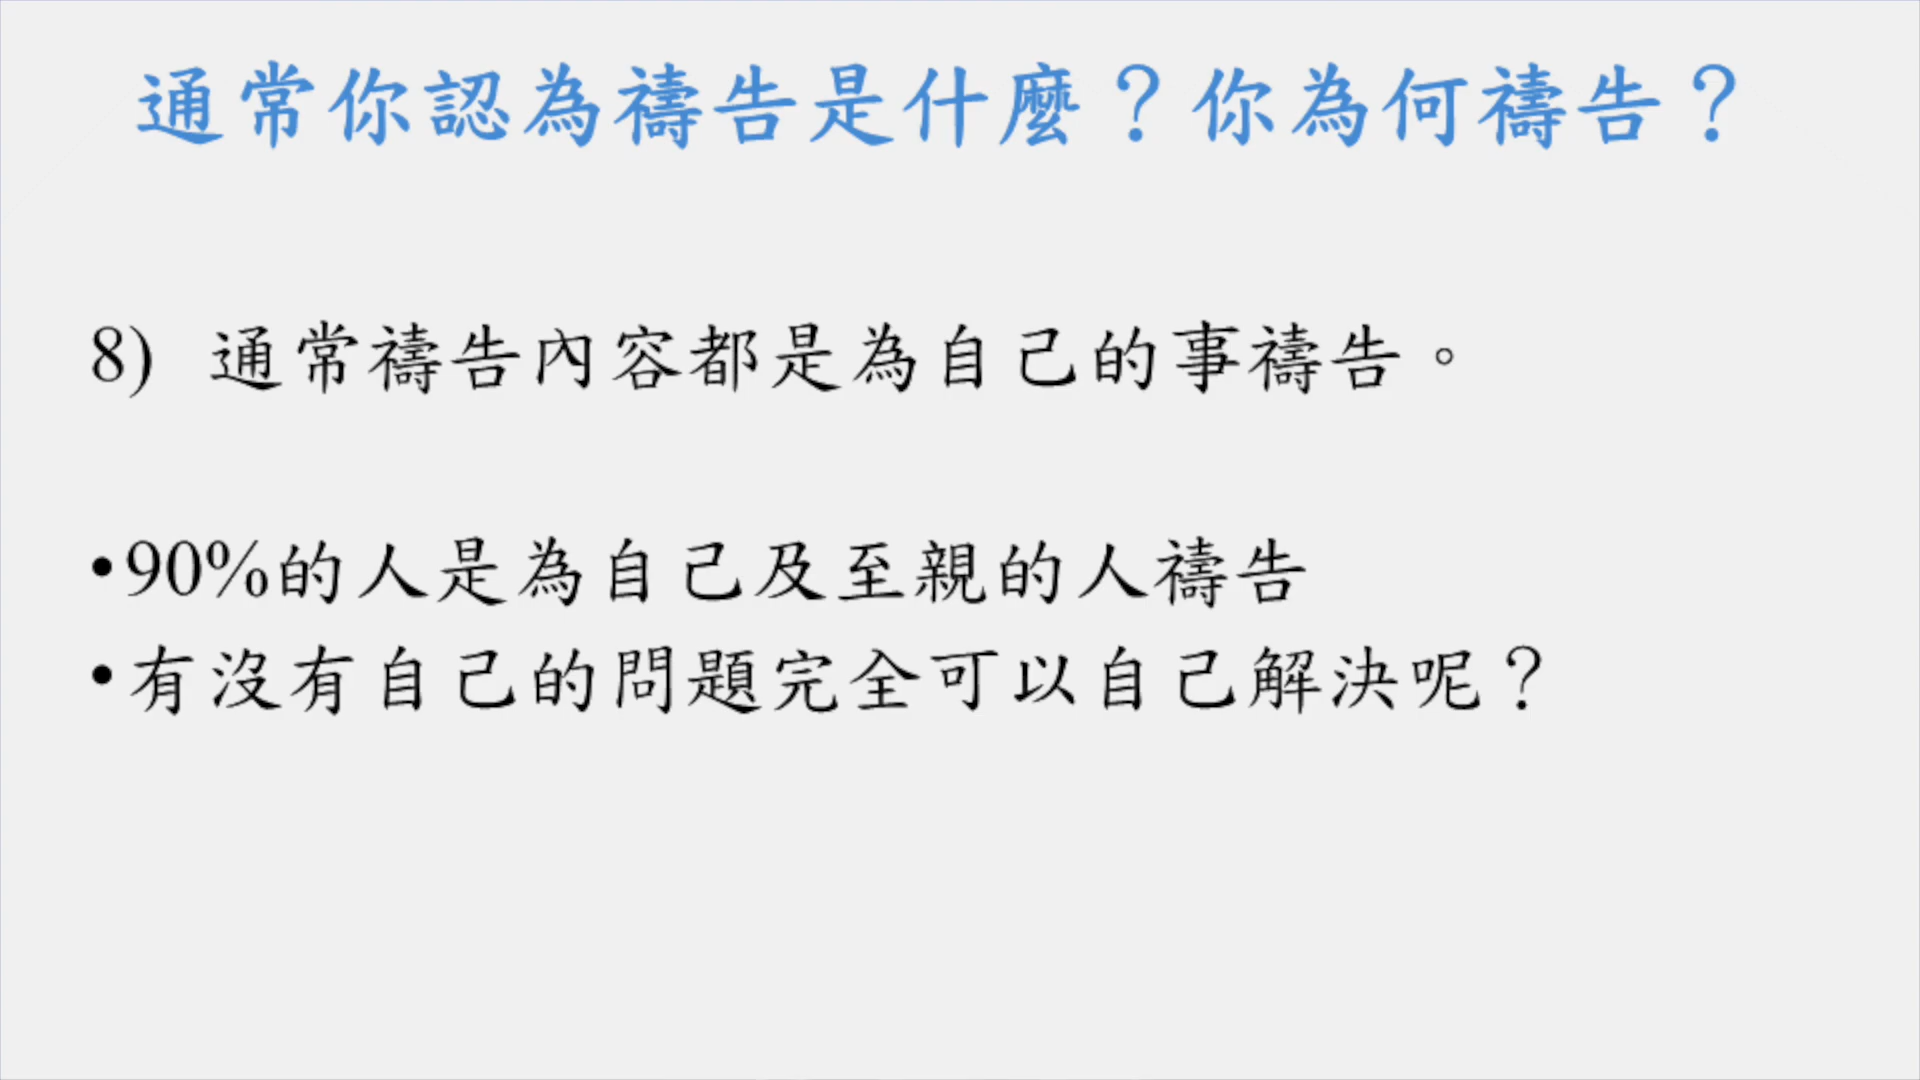 通常你認為禱告是什麼？你為何禱告？
8) 通常禱告內容都是為自己的事禱告。
•90%的人是為自己及至親的人禱告
•有沒有自己的問題完全可以自己解決呢？